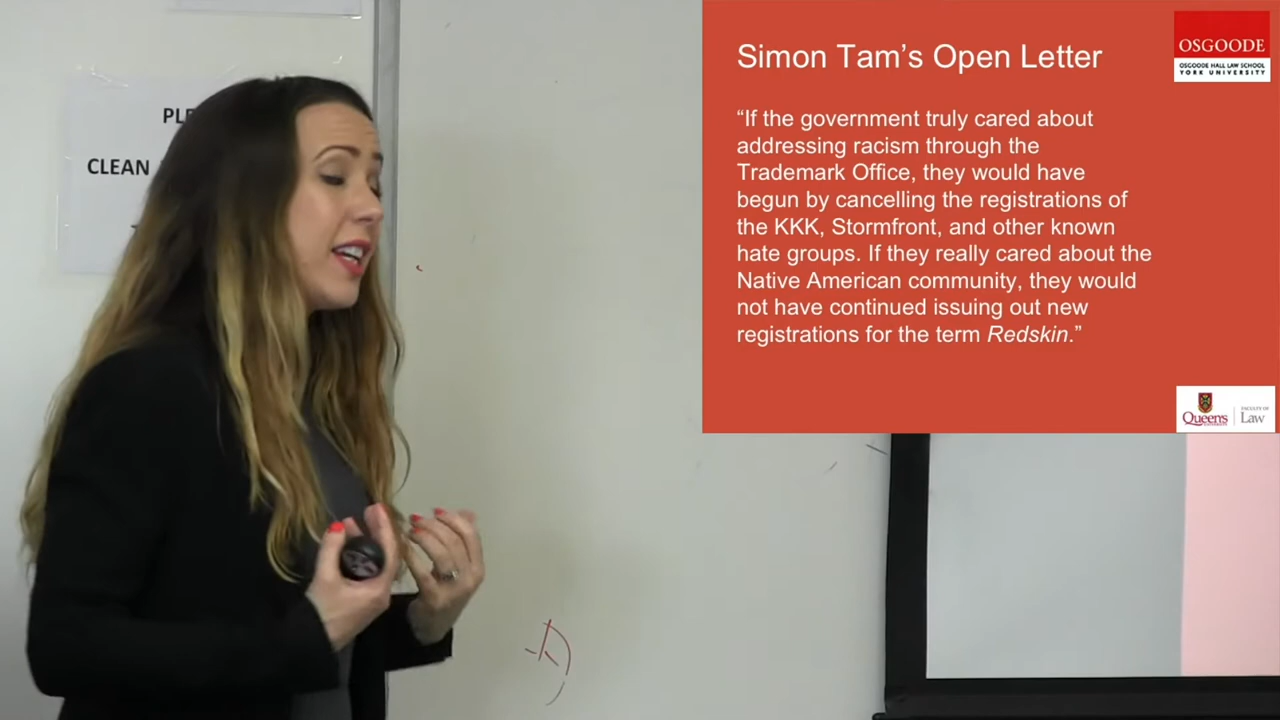 PLE
CLEAN
Simon Tam’s Open Letter
OSGOODE
OSGOODE HALL LAW SCHOOL
YORK UNIVERSITY
“If the government truly cared about
addressing racism through the
Trademark Office, they would have
begun by cancelling the registrations of
the KKK, Stormfront, and other known
hate groups. If they really cared about the
Native American community, they would
not have continued issuing out new
registrations for the term Redskin.”
Queen's
UNIVERSITY
FACULTY OF
Law